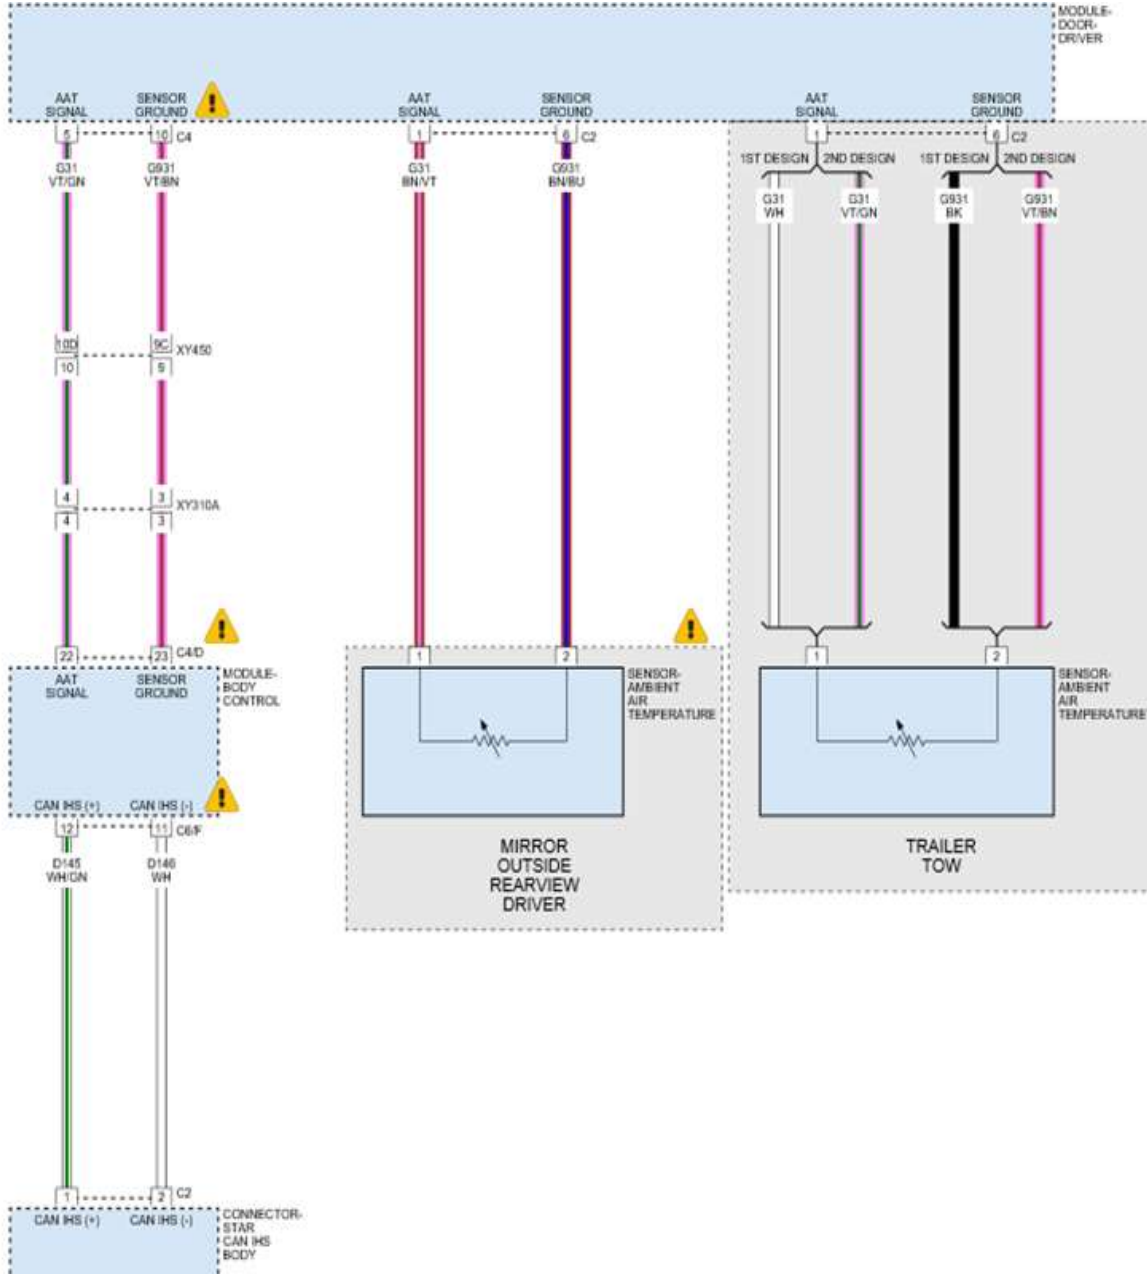 MODULE-
DOOR-
DRIVER
AAT
SIGNAL
SENSOR
GROUND
AAT
SIGNAL
SENSOR
GROUND
AAT
SIGNAL
SENSOR
GROUND
5
10
C4
1
6
C2
1
6
C2
G31
VT/GN
G931
VT/BN
G31
BN/VT
G931
BN/BU
1ST DESIGN
2ND DESIGN
1ST DESIGN
2ND DESIGN
G31
WH
G31
VT/GN
G931
BK
G931
VT/BN
10D
9C
XY450
10
9
4
3
XY310A
4
3
22
23
C4/D
1
2
1
2
AAT
SIGNAL
SENSOR
GROUND
MODULE-
BODY
CONTROL
SENSOR-
AMBIENT
AIR
TEMPERATURE
SENSOR-
AMBIENT
AIR
TEMPERATURE
CAN IHS (+)
CAN IHS (-)
12
11
C6/F
D145
WH/GN
D146
WH
MIRROR
OUTSIDE
REARVIEW
DRIVER
TRAILER
TOW
1
2
C2
CAN IHS (+)
CAN IHS (-)
CONNECTOR-
STAR
CAN IHS
BODY